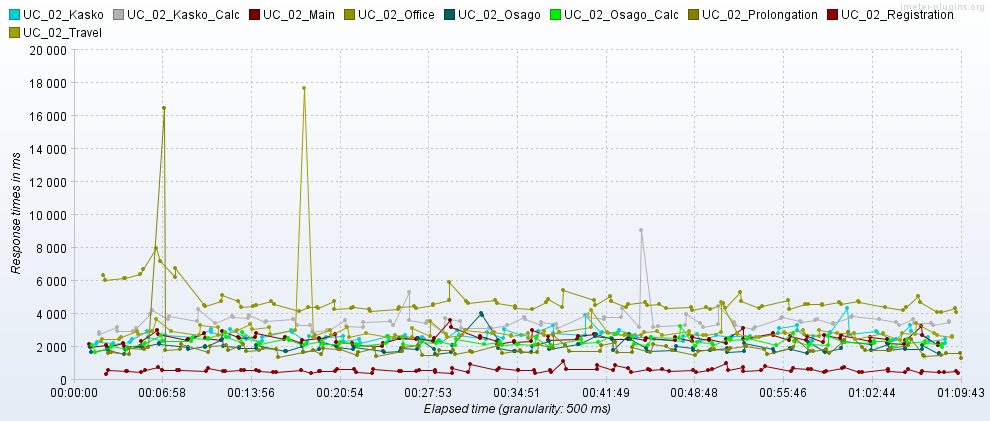 jmeter-plugins.org
UC_02_Kasko UC_02_Kasko_Calc UC_02_Main UC_02_Office UC_02_Osago UC_02_Osago_Calc UC_02_Prolongation UC_02_Registration
UC_02_Travel
20 000
18 000
16 000
14 000
12 000
10 000
8 000
6 000
4 000
2 000
0
Response times in ms
00:00:00 00:06:58 00:13:56 00:20:54 00:27:53 00:34:51 00:41:49 00:48:48 00:55:46 01:02:44 01:09:43
Elapsed time (granularity: 500 ms)